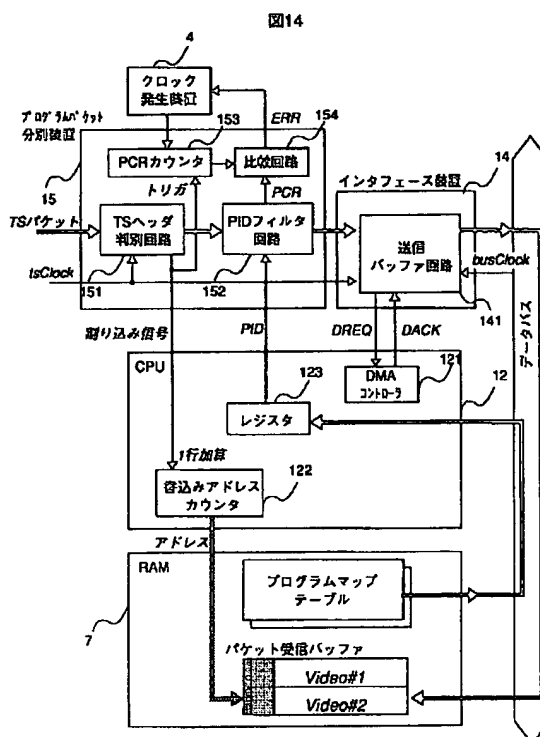 図14
4
クロック
発生装置
153
ERR
154
プログラムパケット
分別装置
PCRカウンタ
比較回路
15
トリガ
PCR
インタフェース装置
14
TSパケット
TSヘッダ
判別回路
PIDフィルタ
回路
送信
バッファ回路
busClock
tsClock
151
152
141
割り込み信号
PID
DREQ
DACK
データバス
CPU
123
121
12
DMA
コントローラ
レジスタ
1行加算
書込みアドレス
カウンタ
122
アドレス
RAM
プログラムマップ
テーブル
7
パケット受信バッファ
Video#1
Video#2